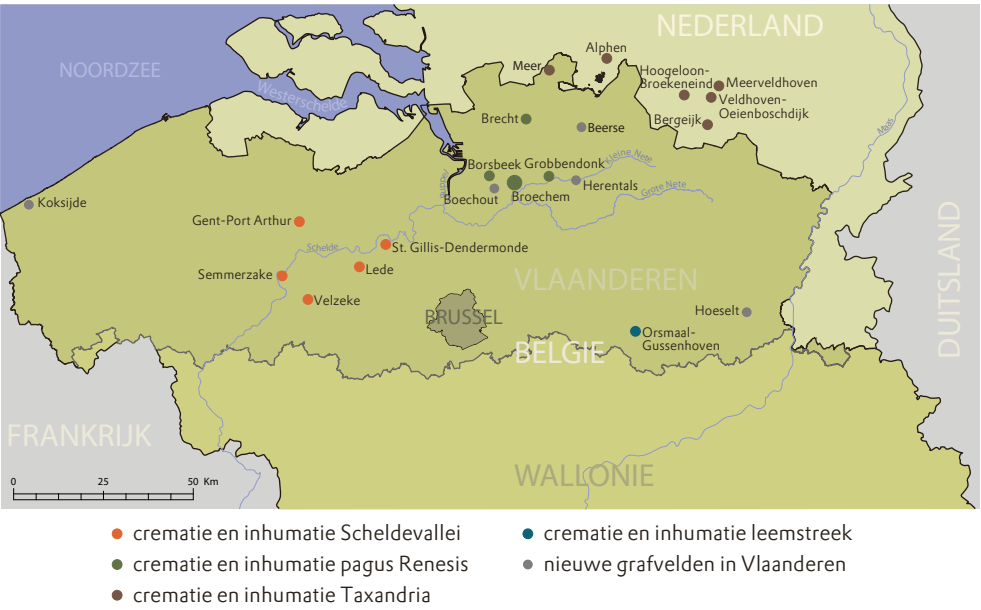 NEDERLAND
NOORDZEE
Westerschelde
Alphen
Meer
Hoogeloon-
Broekeneind
Meerveldhoven
Veldhoven-
Oeienboschdijk
Bergeijk
Maas
Brecht
Beerse
Kleine Nete
Borsbeek
Grobbendonk
Herentals
Grote Nete
Boechout
Broechem
Koksijde
Gent-Port Arthur
Schelde
St. Gillis-Dendermonde
Semmerzake
Lede
Velzeke
VLAANDEREN
BRUSSEL
Hoeselt
Orsmaal-
Gussenhoven
BELGIE
DUITSLAND
FRANKRIJK
WALLONIE
0 25 50 Km
crematie en inhumatie Scheldevallei
crematie en inhumatie pagus Renesis
crematie en inhumatie Taxandria
crematie en inhumatie leemstreek
nieuwe grafvelden in Vlaanderen